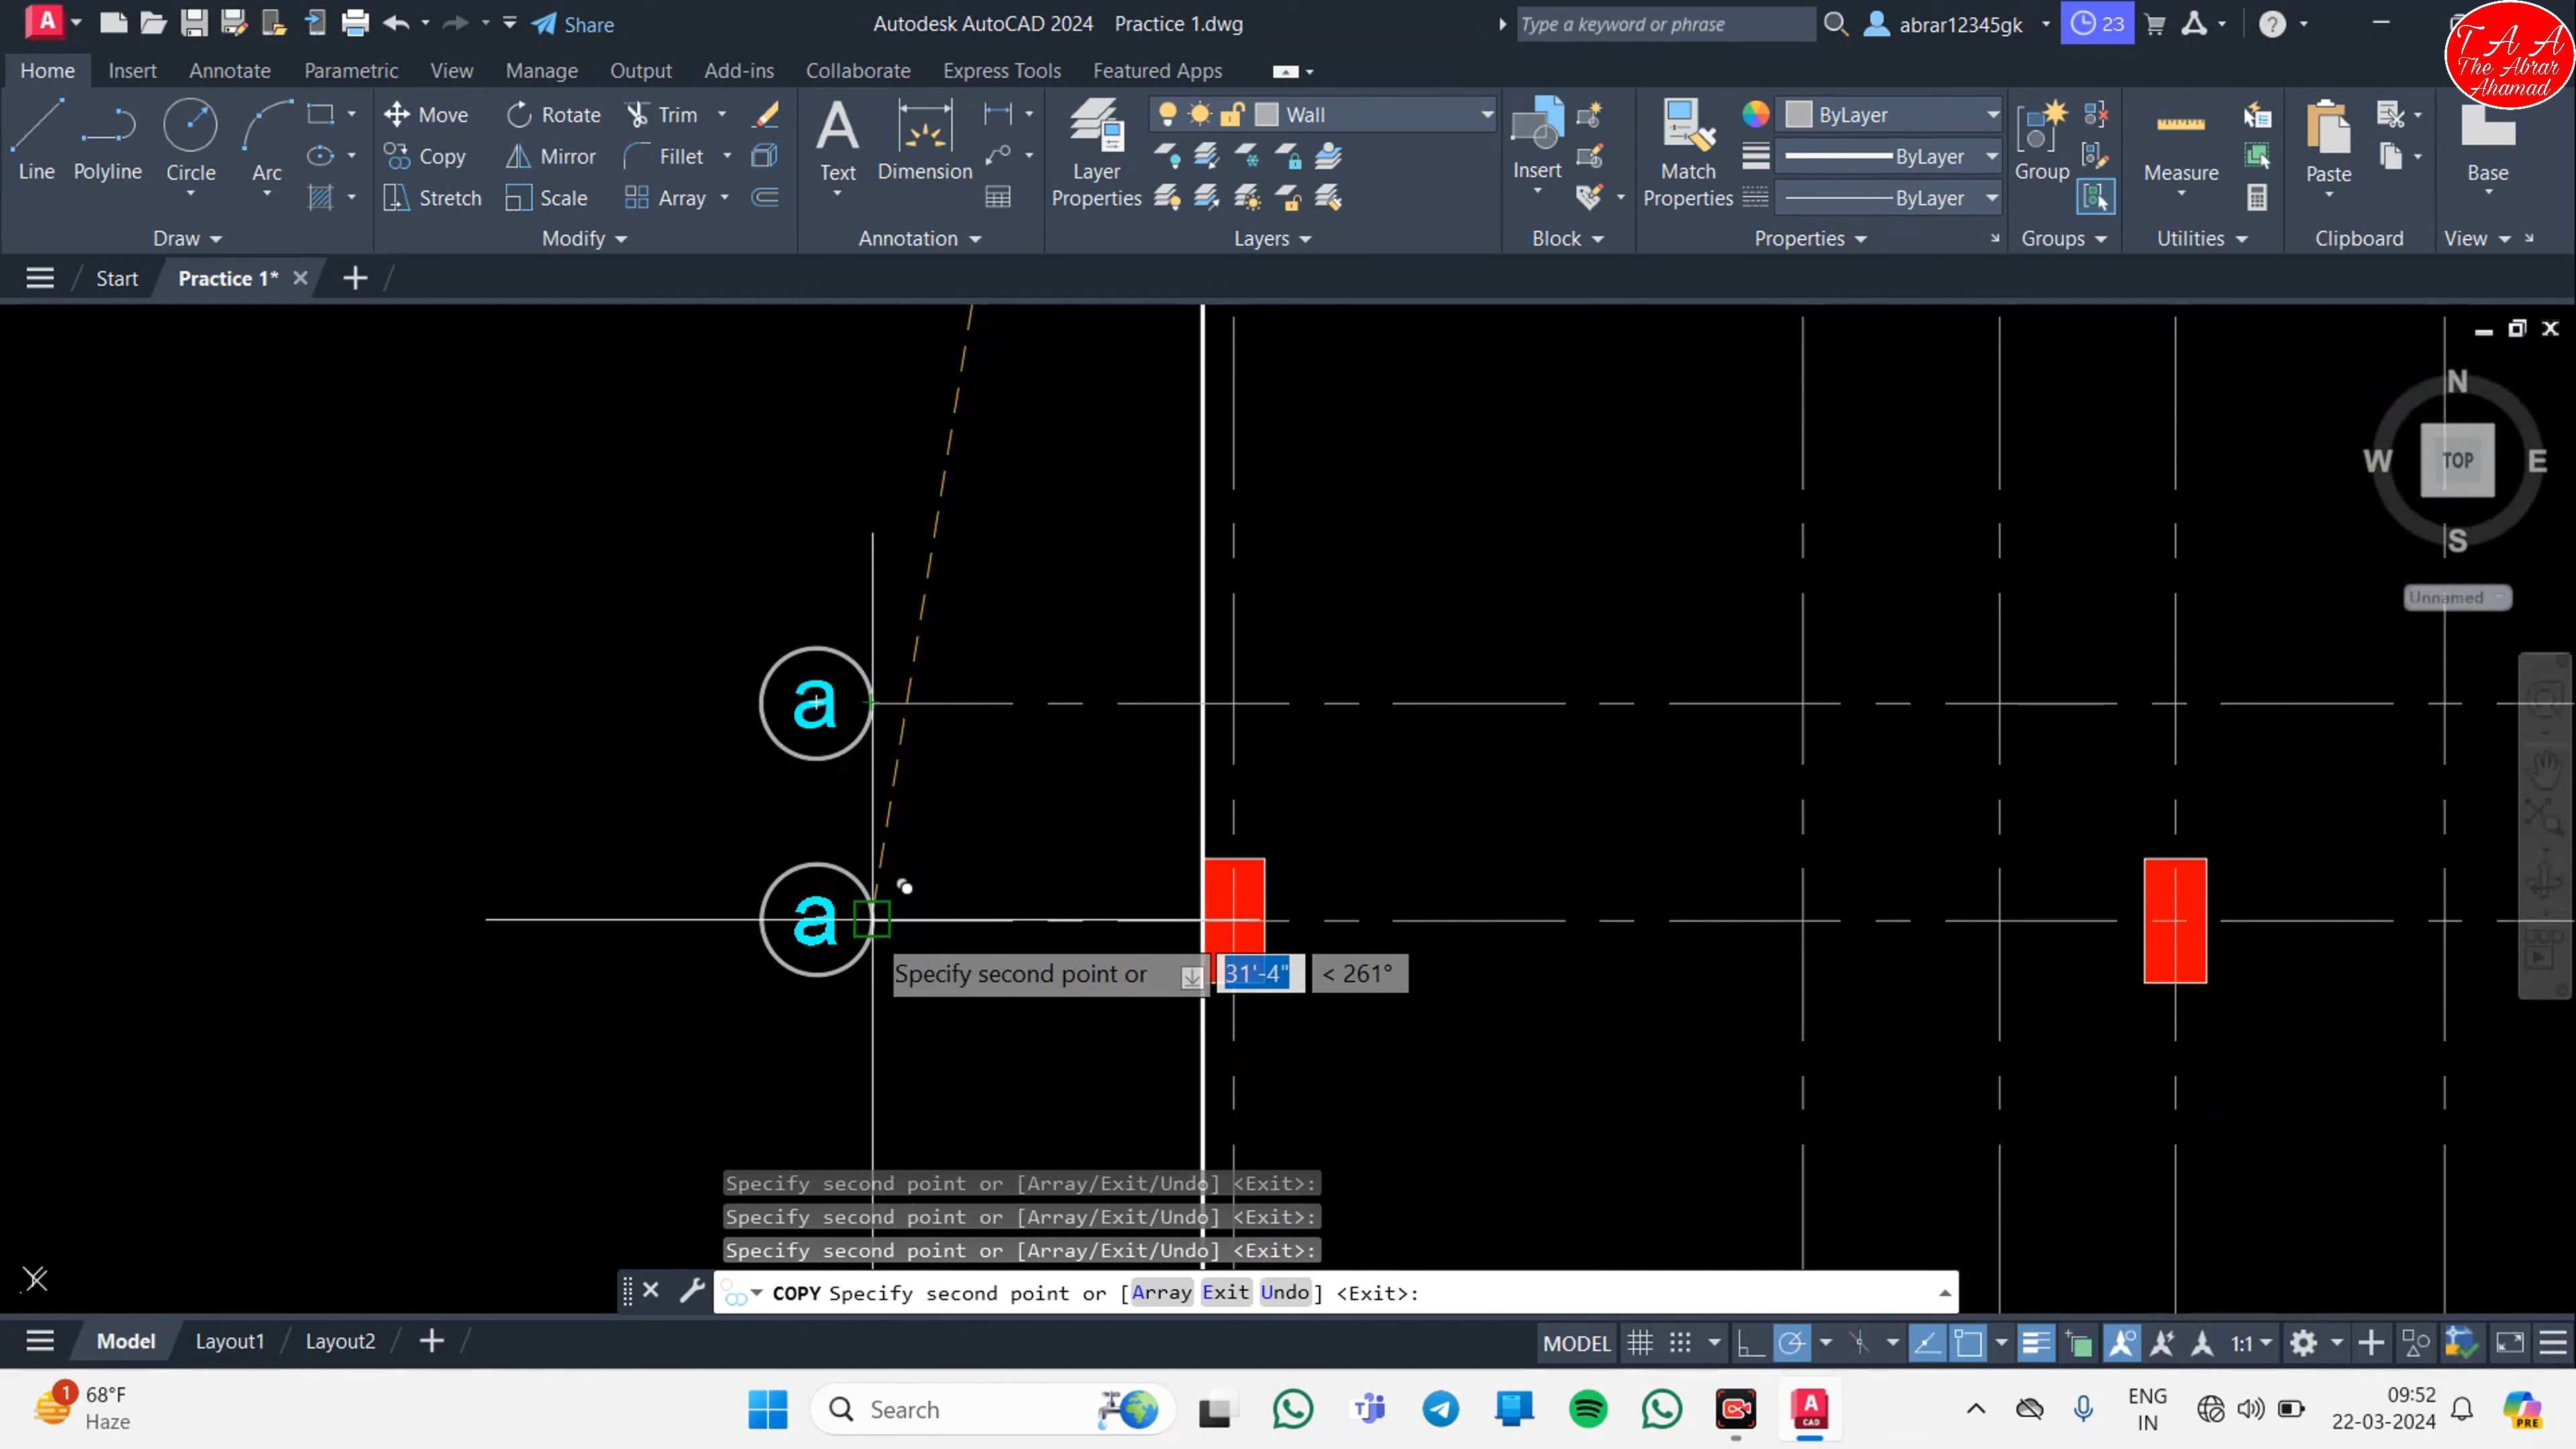 Share
Autodesk AutoCAD 2024 Practice 1.dwg
Type a keyword or phrase
abrar12345gk
23
T A A
The Abrar
Ahamad
Home Insert Annotate Parametric View Manage Output Add-ins Collaborate Express Tools Featured Apps
Line Polyline Circle Arc
Move Rotate Trim
Copy Mirror Fillet
Stretch Scale Array
Text Dimension
Layer
Properties
Wall
Insert
Match
Properties
ByLayer
ByLayer
ByLayer
Group
Measure
Paste
Base
Draw Modify Annotation Layers Block Properties Groups Utilities Clipboard View
Start Practice 1*
N
W TOP E
S
Unnamed
a
a
Specify second point or 31'-4" < 261°
Specify second point or [Array/Exit/Undo] <Exit>:
Specify second point or [Array/Exit/Undo] <Exit>:
Specify second point or [Array/Exit/Undo] <Exit>:
COPY Specify second point or [Array Exit Undo] <Exit>:
Model Layout1 Layout2
MODEL 1:1
1 68°F
Haze
Search
A
CAD
ENG
IN
09:52
22-03-2024
PRE